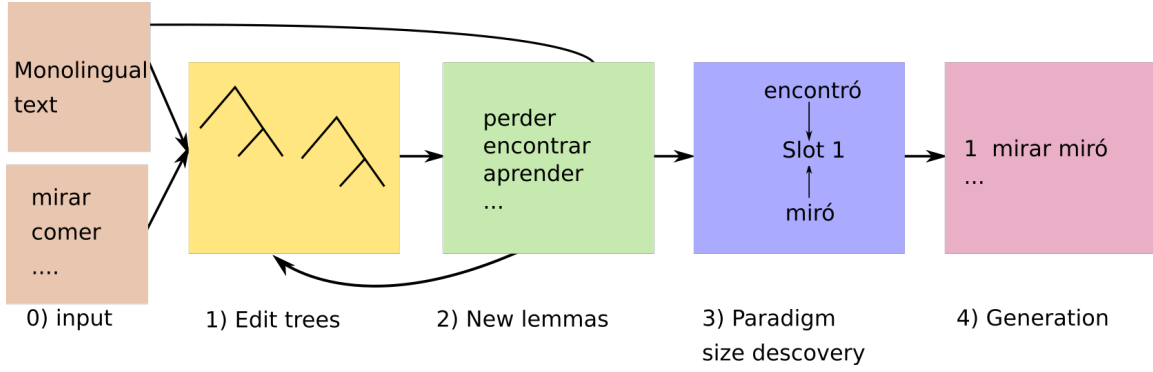 Monolingual
text
mirar
comer
....
0) input
1) Edit trees
perder
encontrar
aprender
...
2) New lemmas
encontró
Slot 1
miró
3) Paradigm
size descovery
1 mirar miró
...
4) Generation